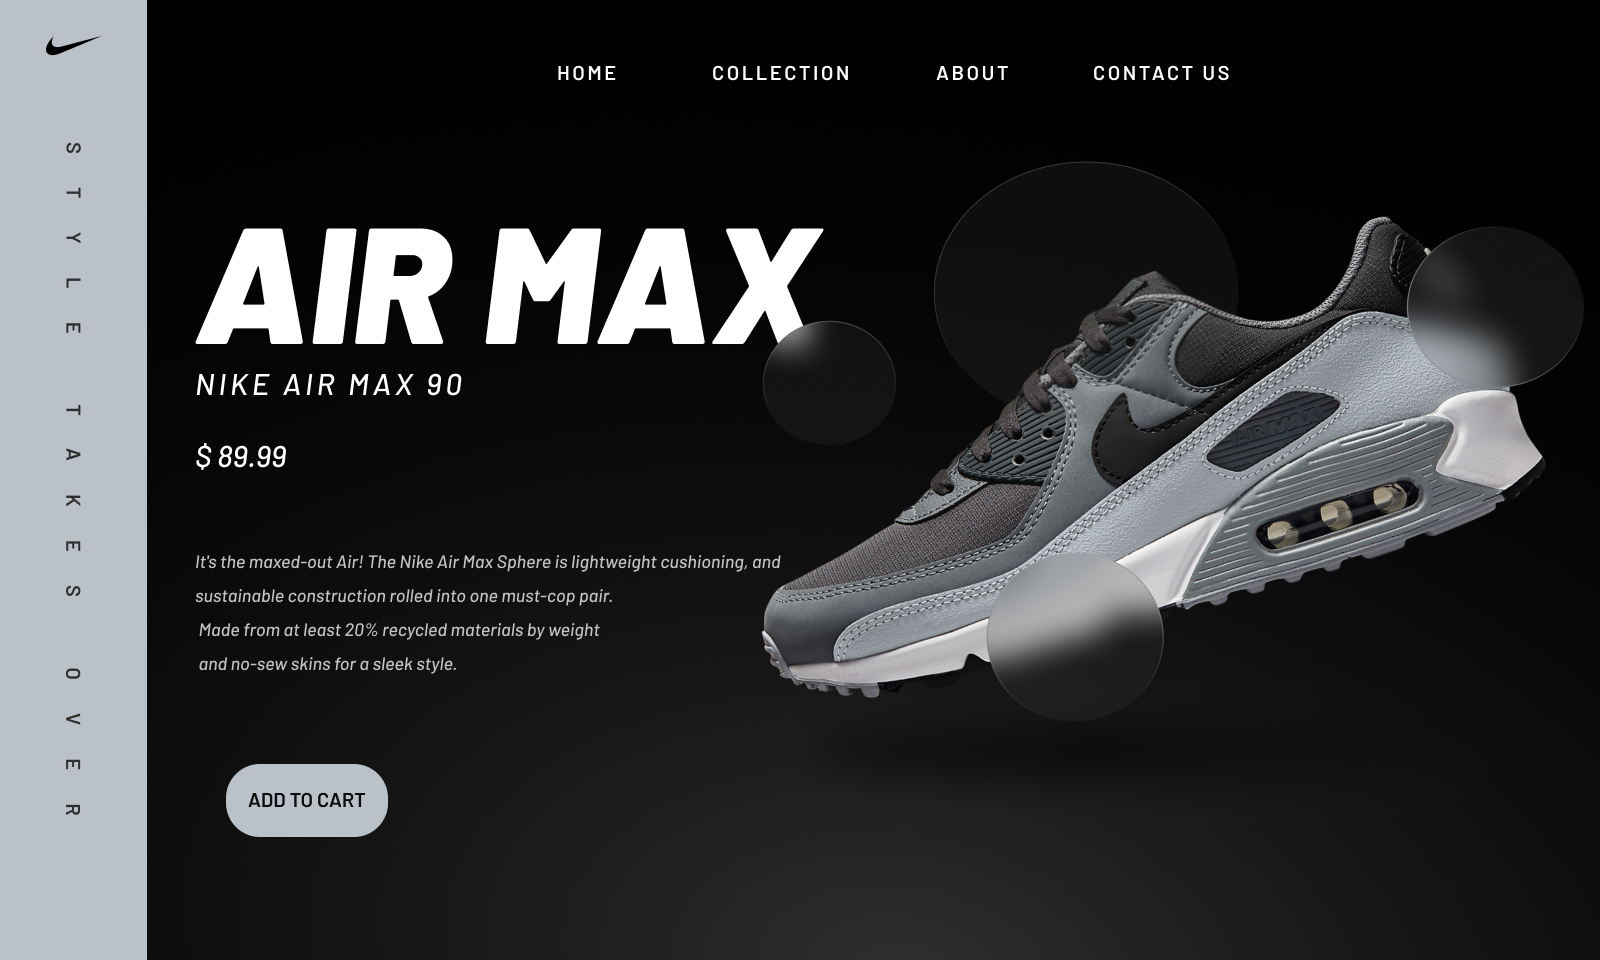 HOME COLLECTION ABOUT CONTACT US
STYLE TAKES OVER
AIR MAX
NIKE AIR MAX 90
$ 89.99
It's the maxed-out Air! The Nike Air Max Sphere is lightweight cushioning, and
sustainable construction rolled into one must-cop pair.
Made from at least 20% recycled materials by weight
and no-sew skins for a sleek style.
ADD TO CART
AIR MAX